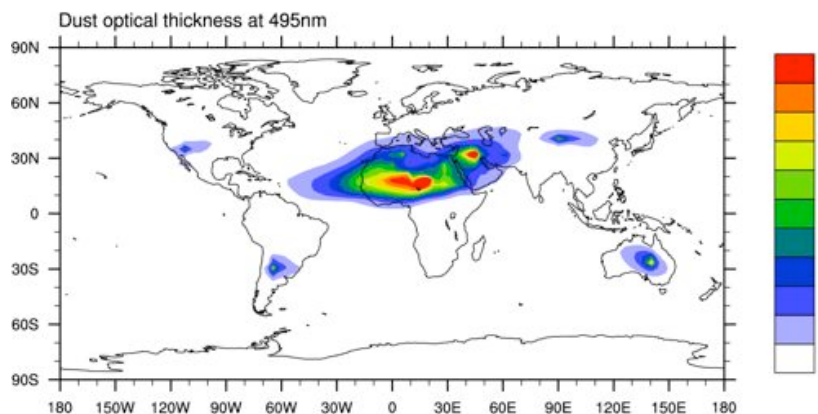 Dust optical thickness at 495nm
90N
60N
30N
0
30S
60S
90S
180 150W 120W 90W 60W 30W 0 30E 60E 90E 120E 150E 180